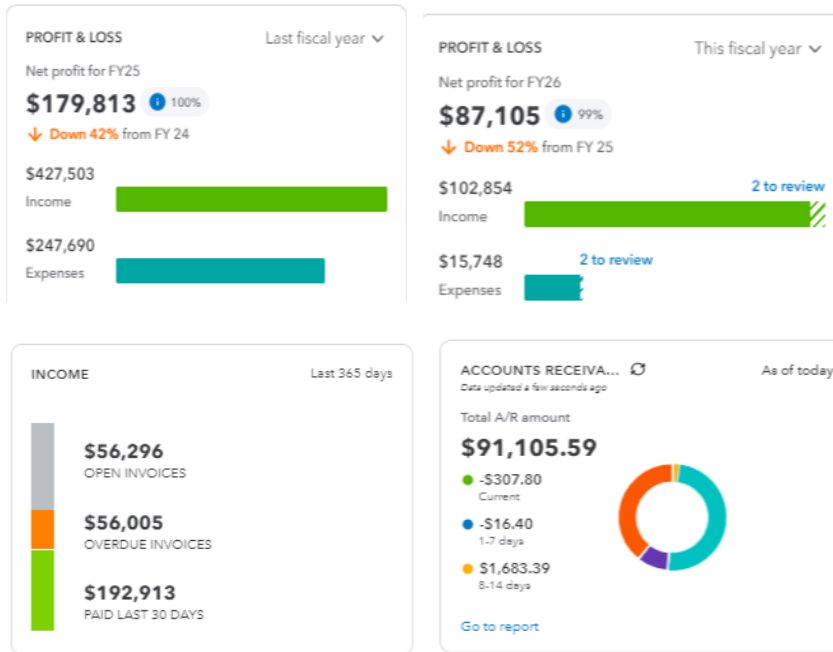 PROFIT & LOSS
Last fiscal year
Net profit for FY25
$179,813 100%
Down 42% from FY 24
$427,503
Income
$247,690
Expenses
PROFIT & LOSS
This fiscal year
Net profit for FY26
$87,105 99%
Down 52% from FY 25
$102,854
2 to review
Income
$15,748
2 to review
Expenses
INCOME
Last 365 days
$56,296
OPEN INVOICES
$56,005
OVERDUE INVOICES
$192,913
PAID LAST 30 DAYS
ACCOUNTS RECEIVA...
As of today
Data updated a few seconds ago
Total A/R amount
$91,105.59
-$307.80
Current
-$16.40
1-7 days
$1,683.39
8-14 days
Go to report